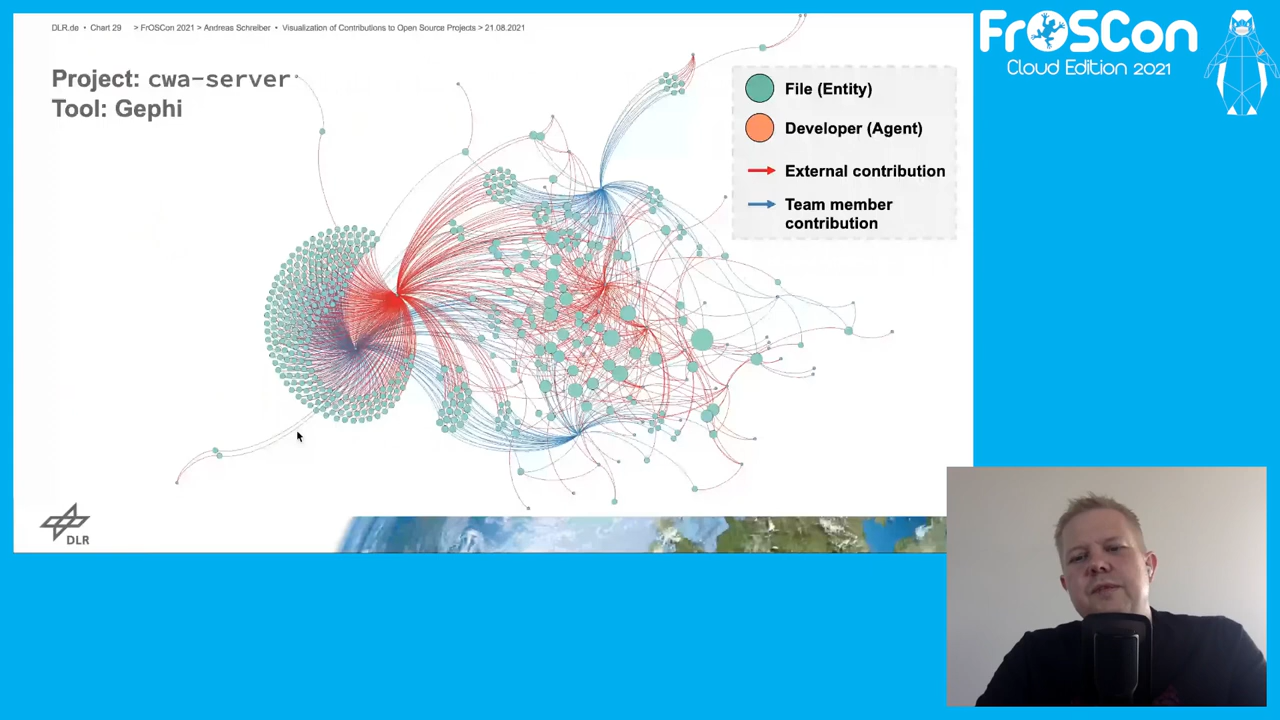 DLR.de • Chart 29 > FrOSCon 2021 > Andreas Schreiber • Visualization of Contributions to Open Source Projects > 21.08.2021
FrOSCon
Cloud Edition 2021
Project: cwa-server
Tool: Gephi
File (Entity)
Developer (Agent)
External contribution
Team member
contribution
DLR